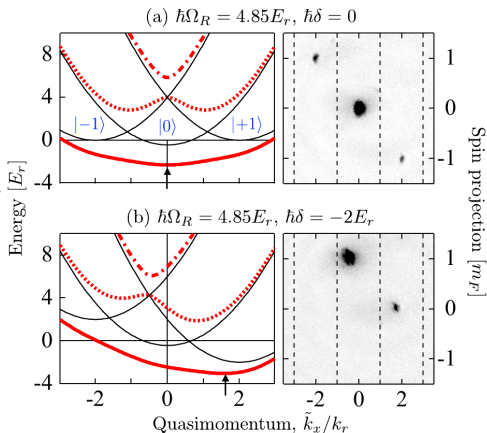 (a) ℏΩ_R = 4.85E_r, ℏδ = 0
8
4
0
-4
|−1⟩ |0⟩ |+1⟩
1
0
-1
(b) ℏΩ_R = 4.85E_r, ℏδ = −2E_r
8
4
0
-4
1
0
-1
-2 0 2
-2 0 2
Energy [E_r]
Spin projection [m_F]
Quasimomentum, k̃_x/k_r